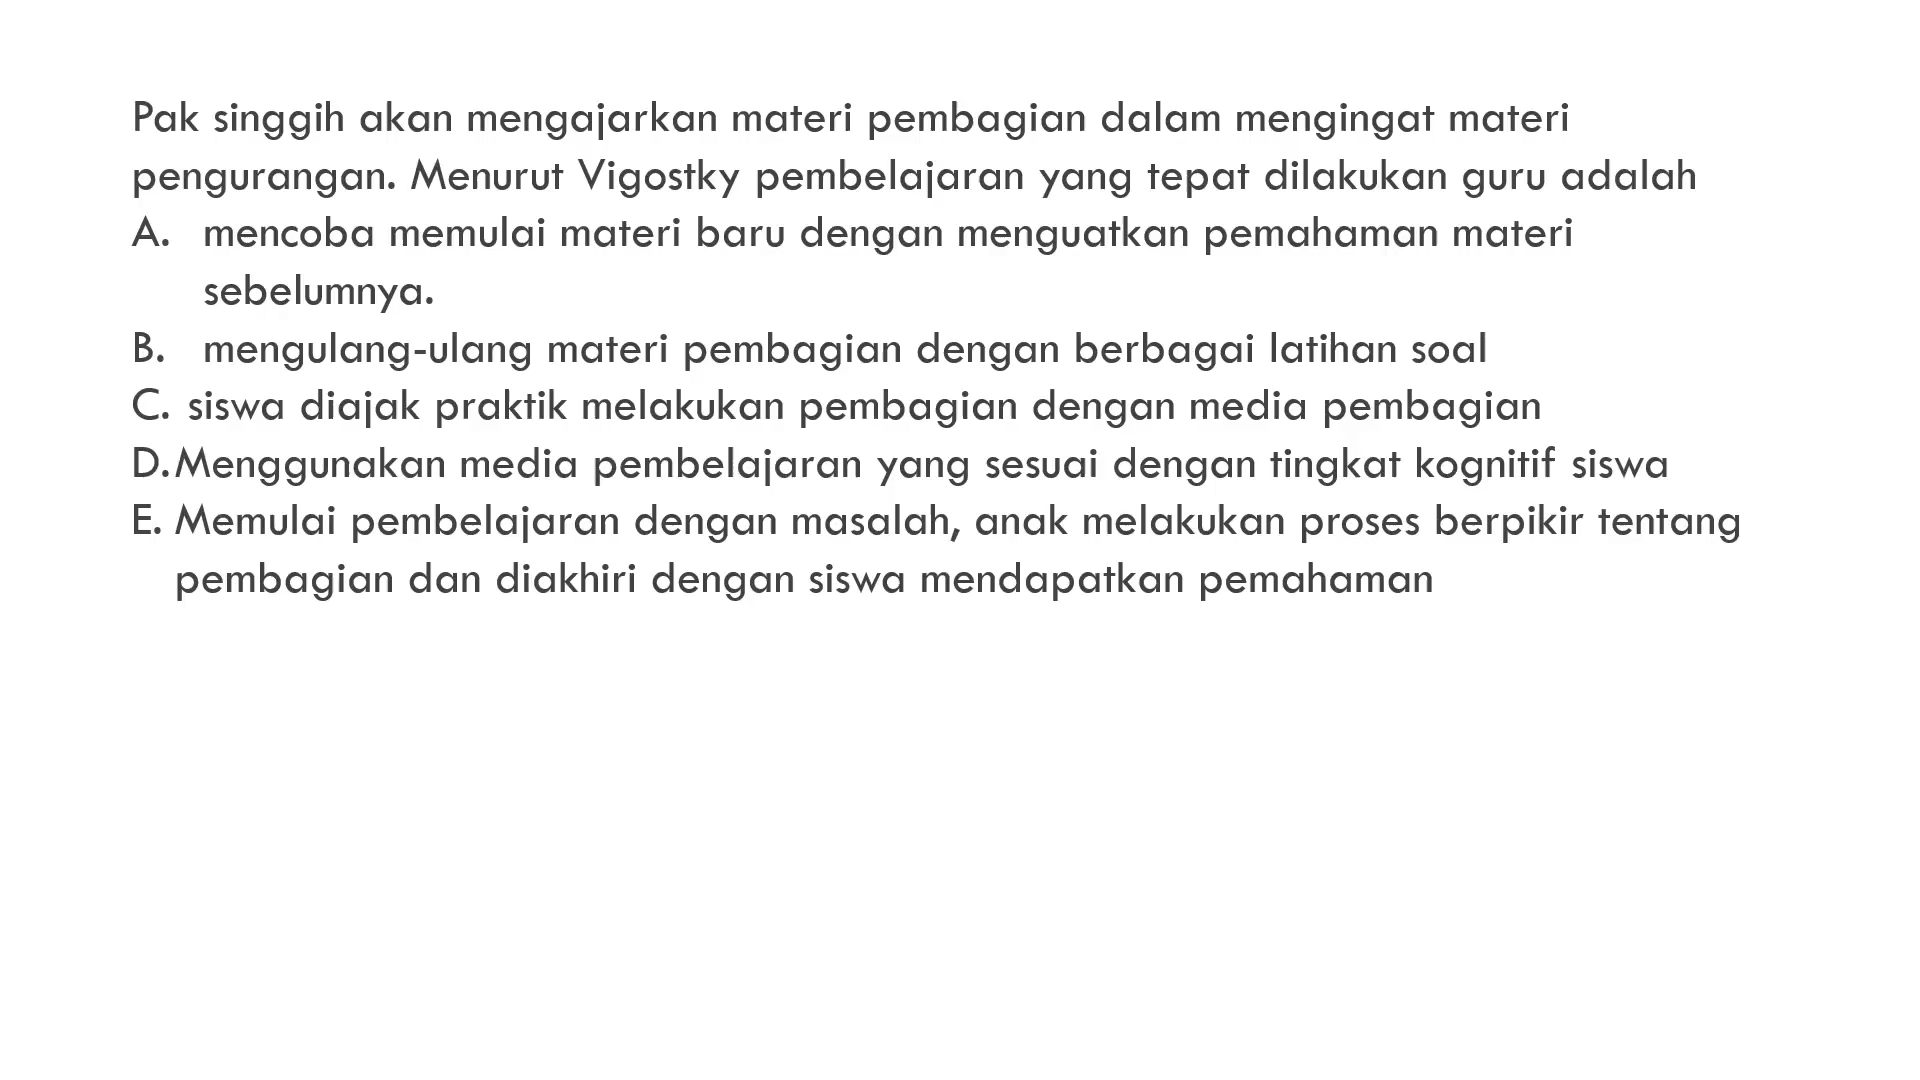 Pak singgih akan mengajarkan materi pembagian dalam mengingat materi
pengurangan. Menurut Vigostky pembelajaran yang tepat dilakukan guru adalah
A. mencoba memulai materi baru dengan menguatkan pemahaman materi
sebelumnya.
B. mengulang-ulang materi pembagian dengan berbagai latihan soal
C. siswa diajak praktik melakukan pembagian dengan media pembagian
D. Menggunakan media pembelajaran yang sesuai dengan tingkat kognitif siswa
E. Memulai pembelajaran dengan masalah, anak melakukan proses berpikir tentang
pembagian dan diakhiri dengan siswa mendapatkan pemahaman